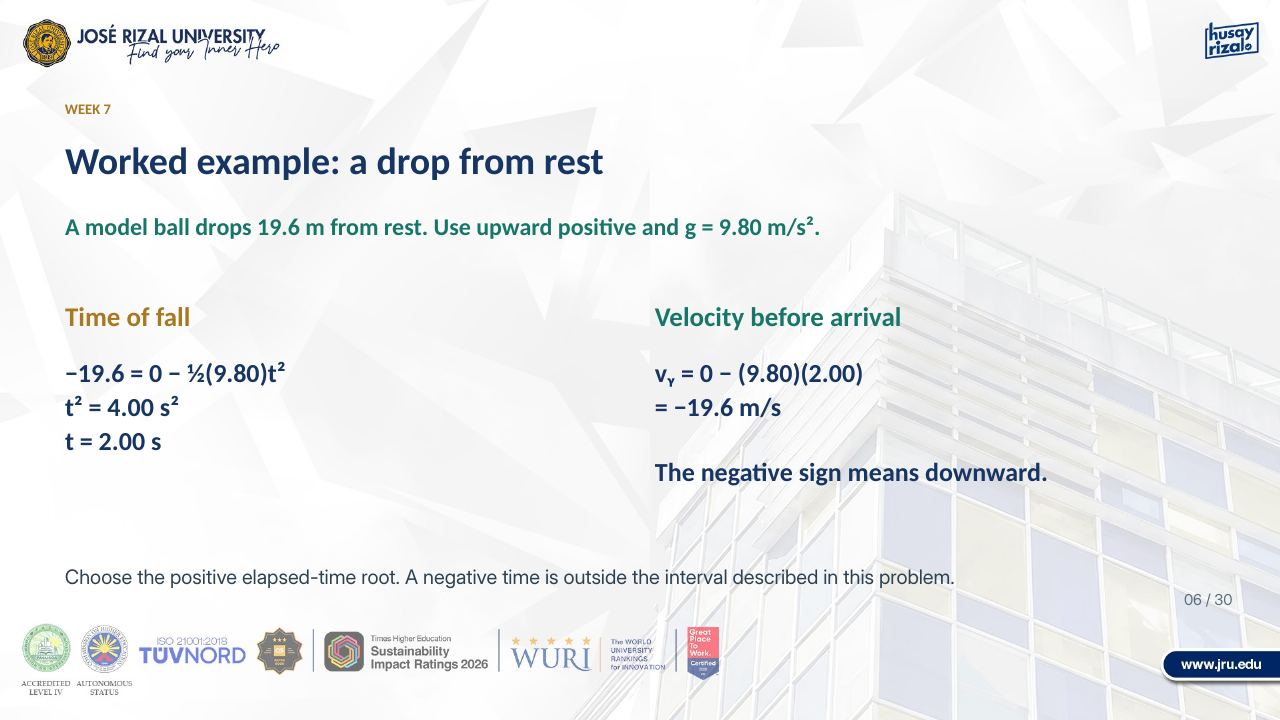 JOSÉ RIZAL UNIVERSITY
Find your Inner Hero
husay
rizal
WEEK 7
Worked example: a drop from rest
A model ball drops 19.6 m from rest. Use upward positive and g = 9.80 m/s².
Time of fall
−19.6 = 0 − ½(9.80)t²
t² = 4.00 s²
t = 2.00 s
Velocity before arrival
vᵧ = 0 − (9.80)(2.00)
= −19.6 m/s
The negative sign means downward.
Choose the positive elapsed-time root. A negative time is outside the interval described in this problem.
06 / 30
ACCREDITED
LEVEL IV
AUTONOMOUS
STATUS
ISO 21001:2018
TÜVNORD
Times Higher Education
Sustainability
Impact Ratings 2026
WURI
The WORLD
UNIVERSITY
RANKINGS
for INNOVATION
Great
Place
To
Work.
Certified
www.jru.edu